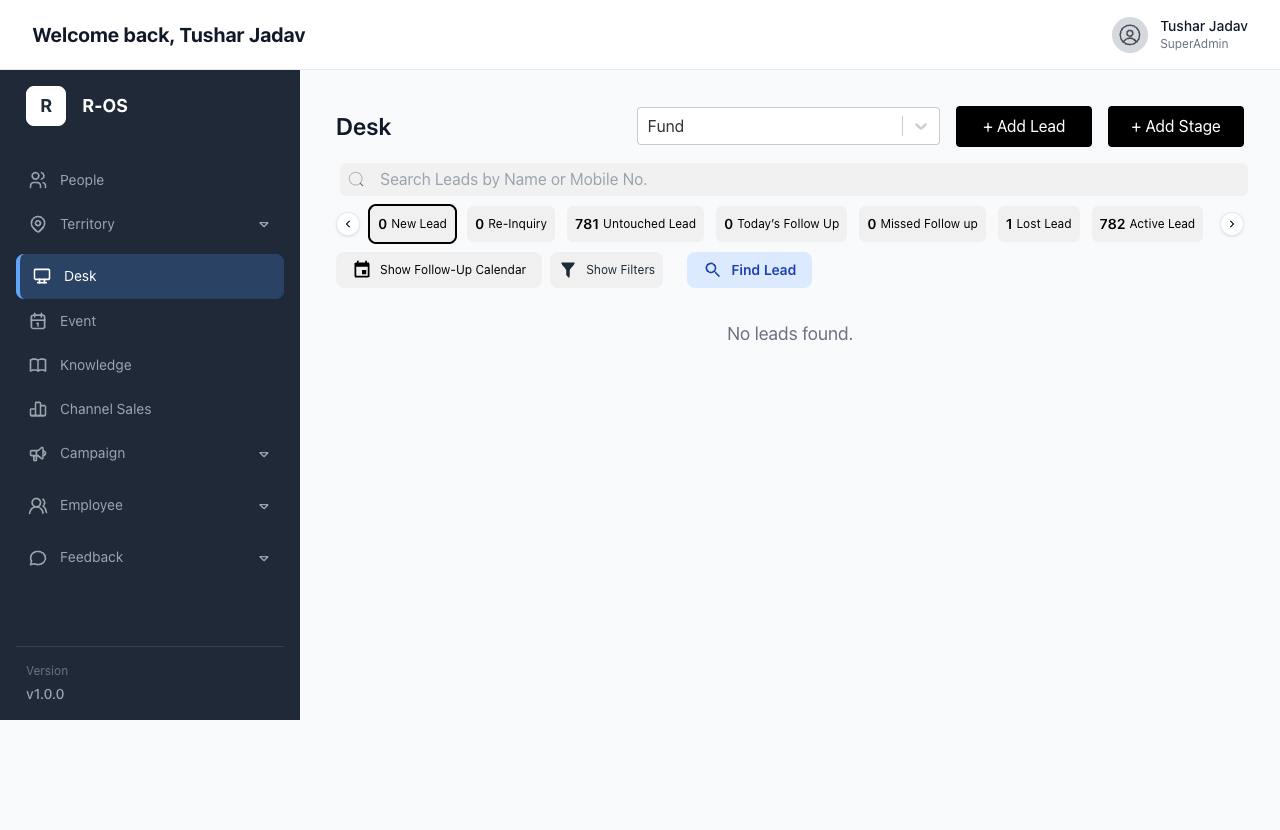 Welcome back, Tushar Jadav
Tushar Jadav
SuperAdmin
R
R-OS
People
Territory
Desk
Event
Knowledge
Channel Sales
Campaign
Employee
Feedback
Version
v1.0.0
Desk
Fund
+ Add Lead
+ Add Stage
Search Leads by Name or Mobile No.
0 New Lead
0 Re-Inquiry
781 Untouched Lead
0 Today's Follow Up
0 Missed Follow up
1 Lost Lead
782 Active Lead
Show Follow-Up Calendar
Show Filters
Find Lead
No leads found.